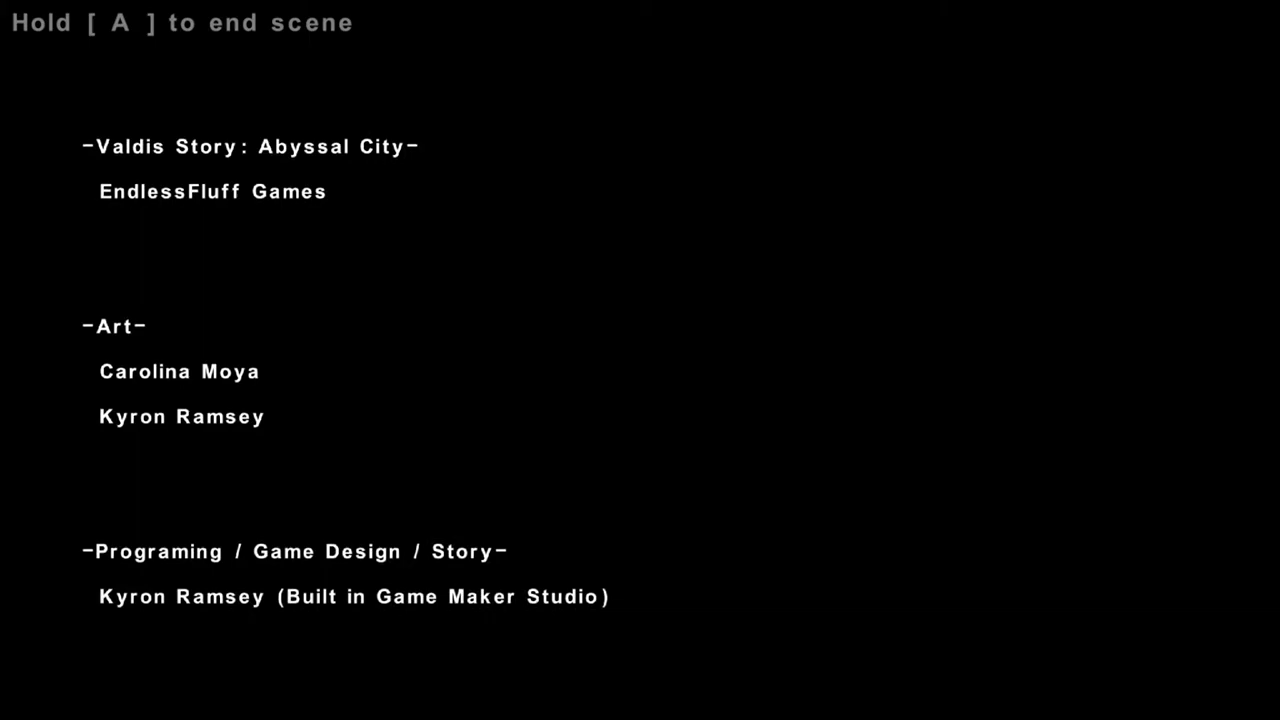 Hold [ A ] to end scene
-Valdis Story: Abyssal City-
EndlessFluff Games
-Art-
Carolina Moya
Kyron Ramsey
-Programing / Game Design / Story-
Kyron Ramsey (Built in Game Maker Studio)